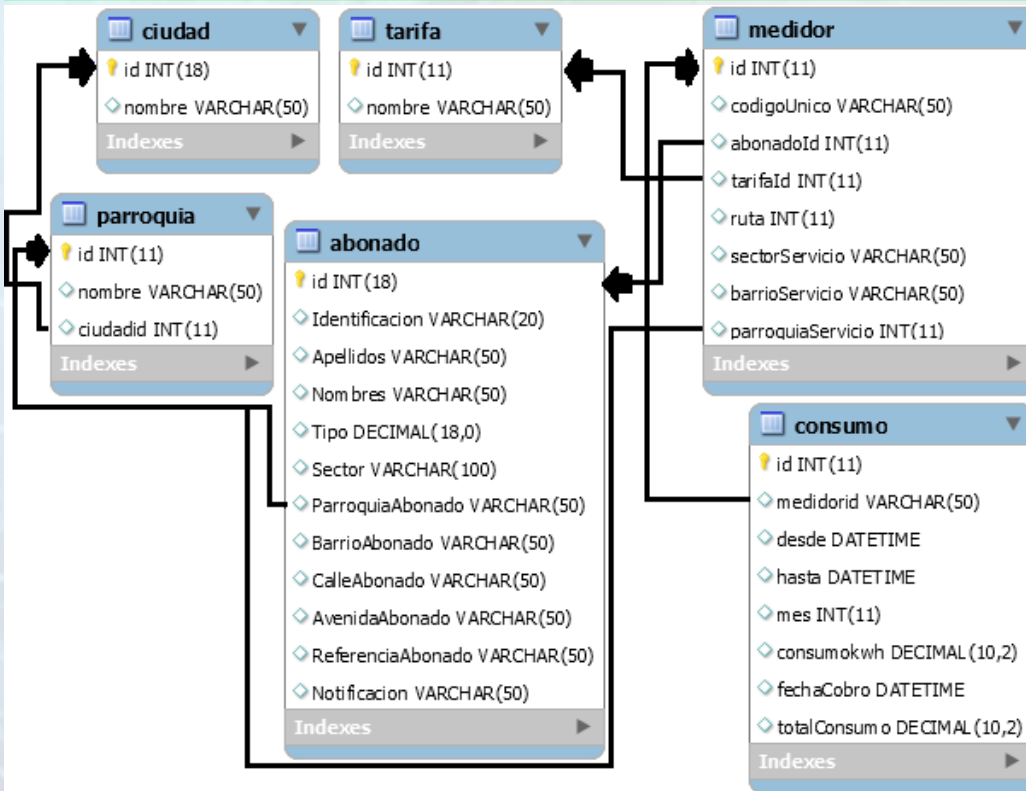 ciudad
id INT(18)
nombre VARCHAR(50)
Indexes
tarifa
id INT(11)
nombre VARCHAR(50)
Indexes
medidor
id INT(11)
codigoUnico VARCHAR(50)
abonadoId INT(11)
tarifaId INT(11)
ruta INT(11)
sectorServicio VARCHAR(50)
barrioServicio VARCHAR(50)
parroquiaServicio INT(11)
Indexes
parroquia
id INT(11)
nombre VARCHAR(50)
ciudadid INT(11)
Indexes
abonado
id INT(18)
Identificacion VARCHAR(20)
Apellidos VARCHAR(50)
Nombres VARCHAR(50)
Tipo DECIMAL(18,0)
Sector VARCHAR(100)
ParroquiaAbonado VARCHAR(50)
BarrioAbonado VARCHAR(50)
CalleAbonado VARCHAR(50)
AvenidaAbonado VARCHAR(50)
ReferenciaAbonado VARCHAR(50)
Notificacion VARCHAR(50)
Indexes
consumo
id INT(11)
medidorid VARCHAR(50)
desde DATETIME
hasta DATETIME
mes INT(11)
consumokwh DECIMAL(10,2)
fechaCobro DATETIME
totalConsumo DECIMAL(10,2)
Indexes